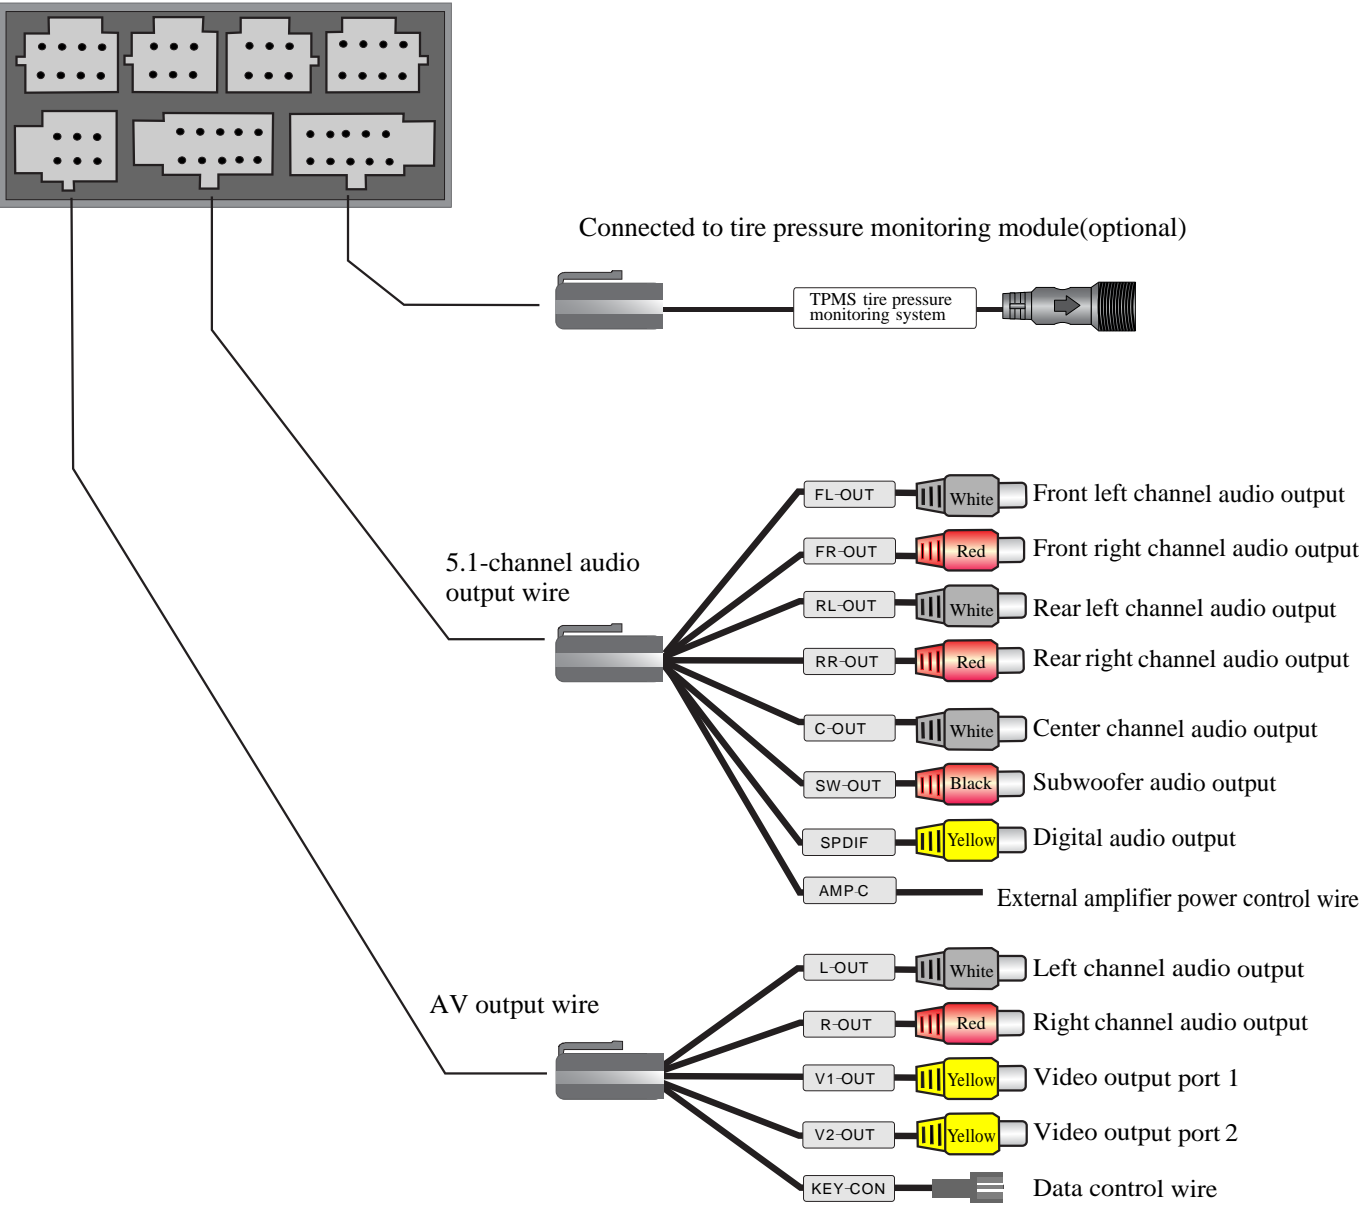 Connected to tire pressure monitoring module(optional)
TPMS tire pressure
monitoring system
5.1-channel audio
output wire
FL-OUT White Front left channel audio output
FR-OUT Red Front right channel audio output
RL-OUT White Rear left channel audio output
RR-OUT Red Rear right channel audio output
C-OUT White Center channel audio output
SW-OUT Black Subwoofer audio output
SPDIF Yellow Digital audio output
AMP-C External amplifier power control wire
AV output wire
L-OUT White Left channel audio output
R-OUT Red Right channel audio output
V1-OUT Yellow Video output port 1
V2-OUT Yellow Video output port 2
KEY-CON Data control wire